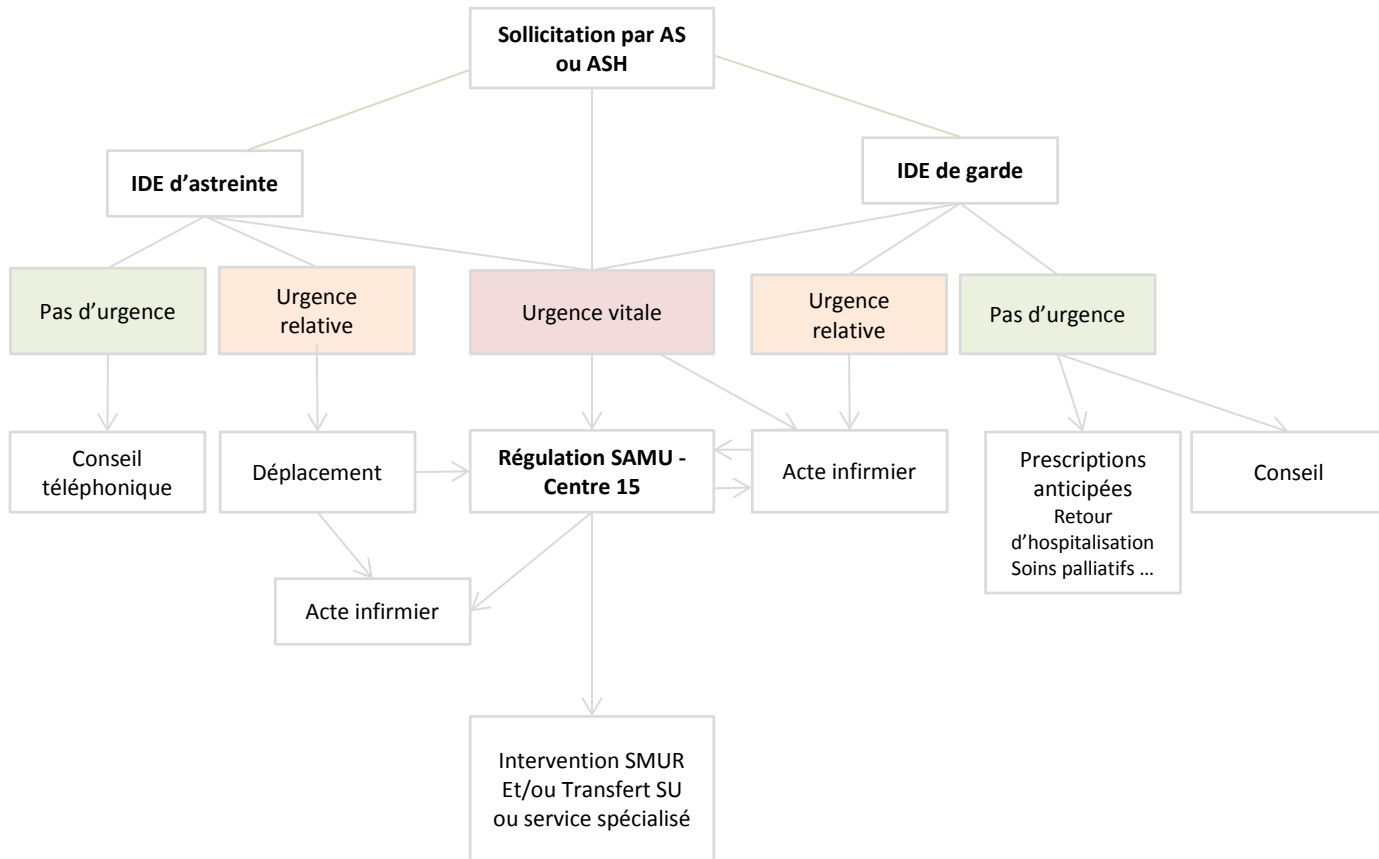 Sollicitation par AS
ou ASH
IDE d’astreinte
IDE de garde
Pas d’urgence
Urgence
relative
Urgence vitale
Urgence
relative
Pas d’urgence
Conseil
téléphonique
Déplacement
Régulation SAMU -
Centre 15
Acte infirmier
Prescriptions
anticipées
Retour
d’hospitalisation
Soins palliatifs ...
Conseil
Acte infirmier
Intervention SMUR
Et/ou Transfert SU
ou service spécialisé